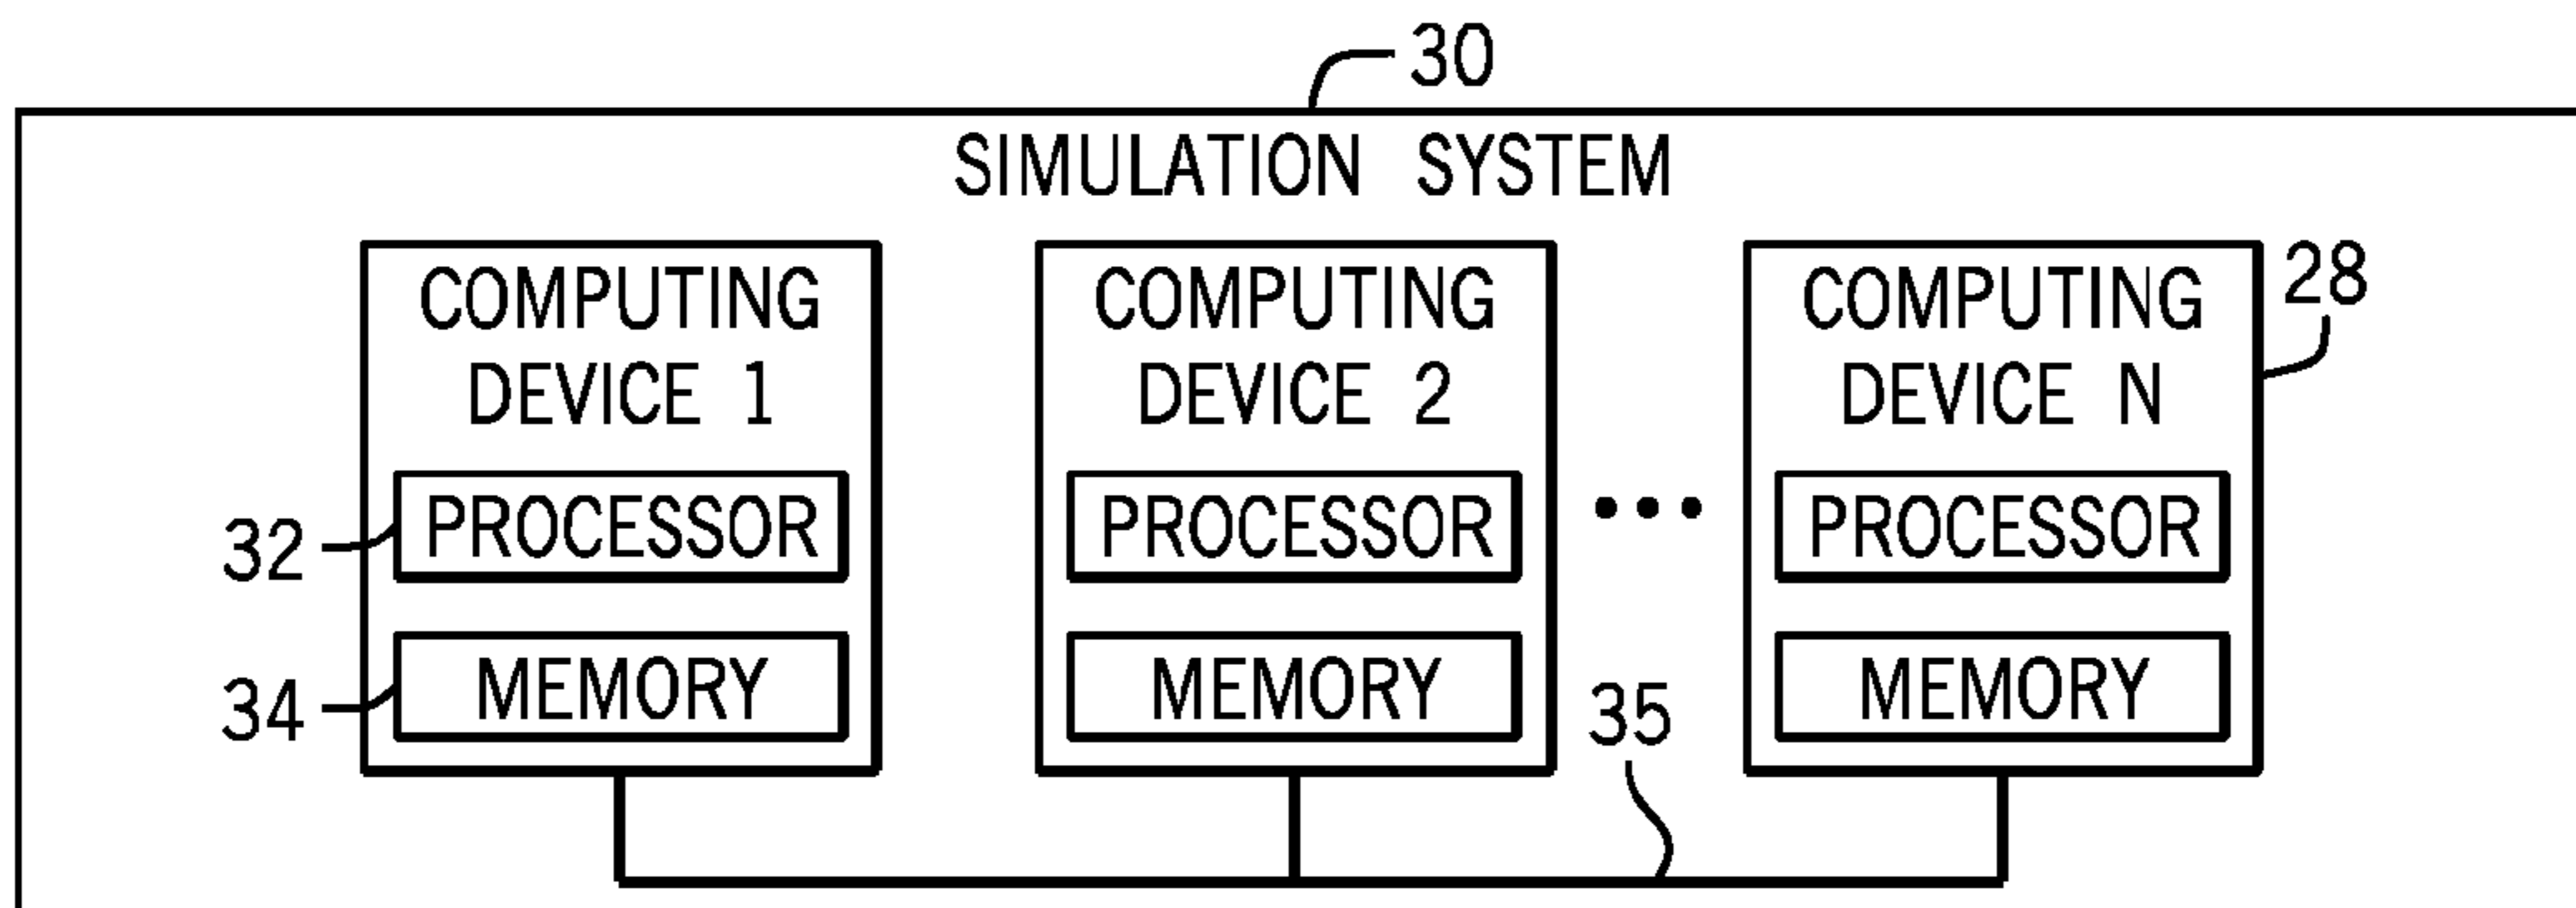 30
SIMULATION SYSTEM
COMPUTING DEVICE 1
COMPUTING DEVICE 2
COMPUTING DEVICE N
28
32
PROCESSOR
PROCESSOR
PROCESSOR
34
MEMORY
MEMORY
35
MEMORY